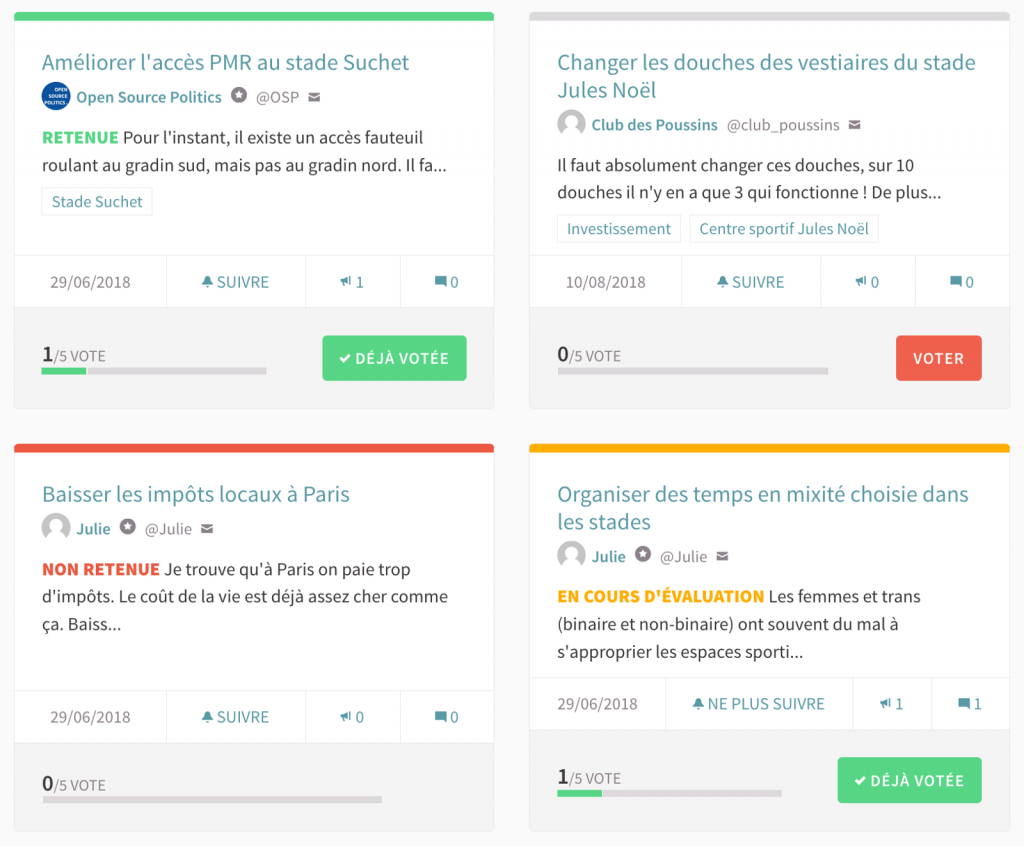 Améliorer l'accès PMR au stade Suchet
OPEN
SOURCE
POLITICS
Open Source Politics @OSP
RETENUE Pour l'instant, il existe un accès fauteuil
roulant au gradin sud, mais pas au gradin nord. Il fa...
Stade Suchet
29/06/2018 SUIVRE 1 0
1/5 VOTE
DÉJÀ VOTÉE
Changer les douches des vestiaires du stade
Jules Noël
Club des Poussins @club_poussins
Il faut absolument changer ces douches, sur 10
douches il n'y en a que 3 qui fonctionne ! De plus...
Investissement Centre sportif Jules Noël
10/08/2018 SUIVRE 0 0
0/5 VOTE
VOTER
Baisser les impôts locaux à Paris
Julie @Julie
NON RETENUE Je trouve qu'à Paris on paie trop
d'impôts. Le coût de la vie est déjà assez cher comme
ça. Baiss...
29/06/2018 SUIVRE 0 0
0/5 VOTE
Organiser des temps en mixité choisie dans
les stades
Julie @Julie
EN COURS D'ÉVALUATION Les femmes et trans
(binaire et non-binaire) ont souvent du mal à
s'approprier les espaces sporti...
29/06/2018 NE PLUS SUIVRE 1 1
1/5 VOTE
DÉJÀ VOTÉE